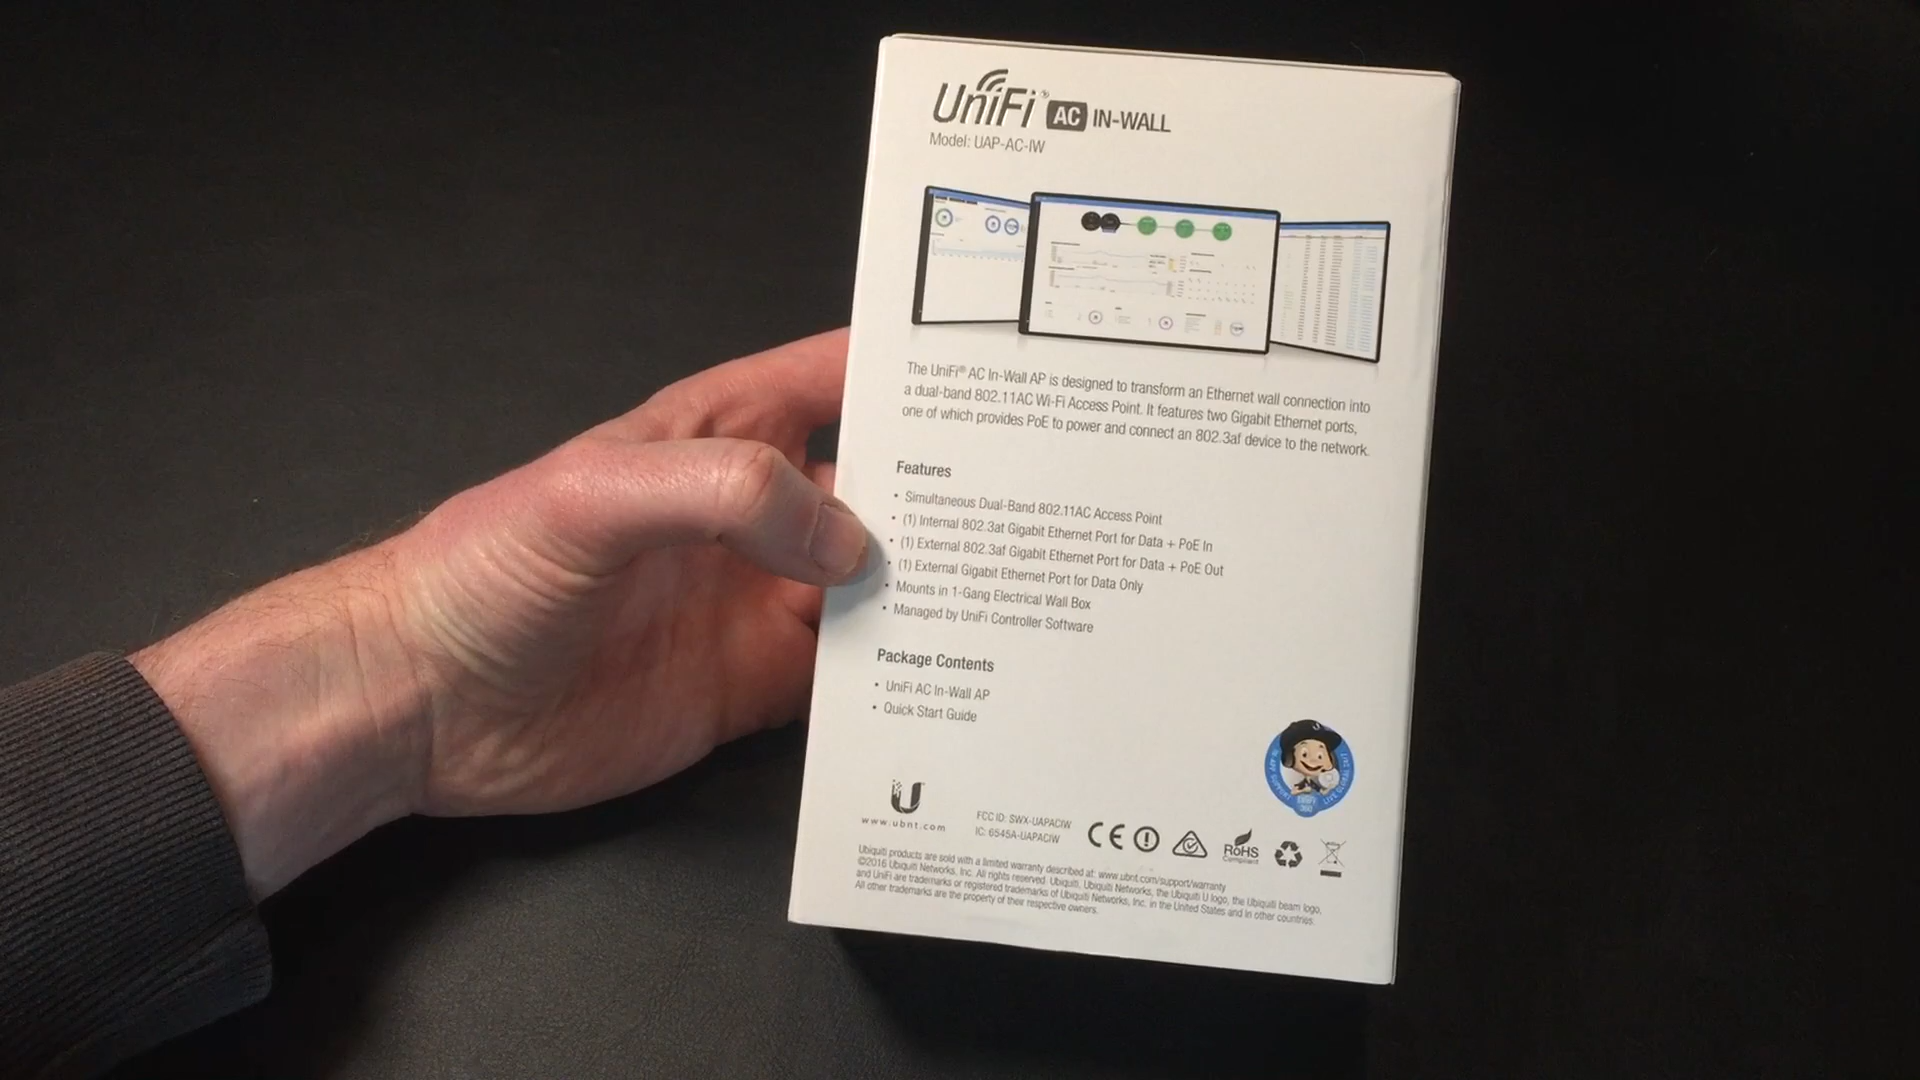 UniFi® AC IN-WALL
Model: UAP-AC-IW
The UniFi® AC In-Wall AP is designed to transform an Ethernet wall connection into
a dual-band 802.11AC Wi-Fi Access Point. It features two Gigabit Ethernet ports,
one of which provides PoE to power and connect an 802.3af device to the network.
Features
• Simultaneous Dual-Band 802.11AC Access Point
• (1) Internal 802.3at Gigabit Ethernet Port for Data + PoE In
• (1) External 802.3af Gigabit Ethernet Port for Data + PoE Out
• (1) External Gigabit Ethernet Port for Data Only
• Mounts in 1-Gang Electrical Wall Box
• Managed by UniFi Controller Software
Package Contents
• UniFi AC In-Wall AP
• Quick Start Guide
IN-APP SUPPORT LIVE GLOBAL 24/7
U
www.ubnt.com
FCC ID: SWX-UAPACIW
IC: 6545A-UAPACIW
CE
RoHS
Compliant
Ubiquiti products are sold with a limited warranty described at: www.ubnt.com/support/warranty
©2016 Ubiquiti Networks, Inc. All rights reserved. Ubiquiti, Ubiquiti Networks, the Ubiquiti U logo, the Ubiquiti beam logo,
and UniFi are trademarks or registered trademarks of Ubiquiti Networks, Inc. in the United States and in other countries.
All other trademarks are the property of their respective owners.